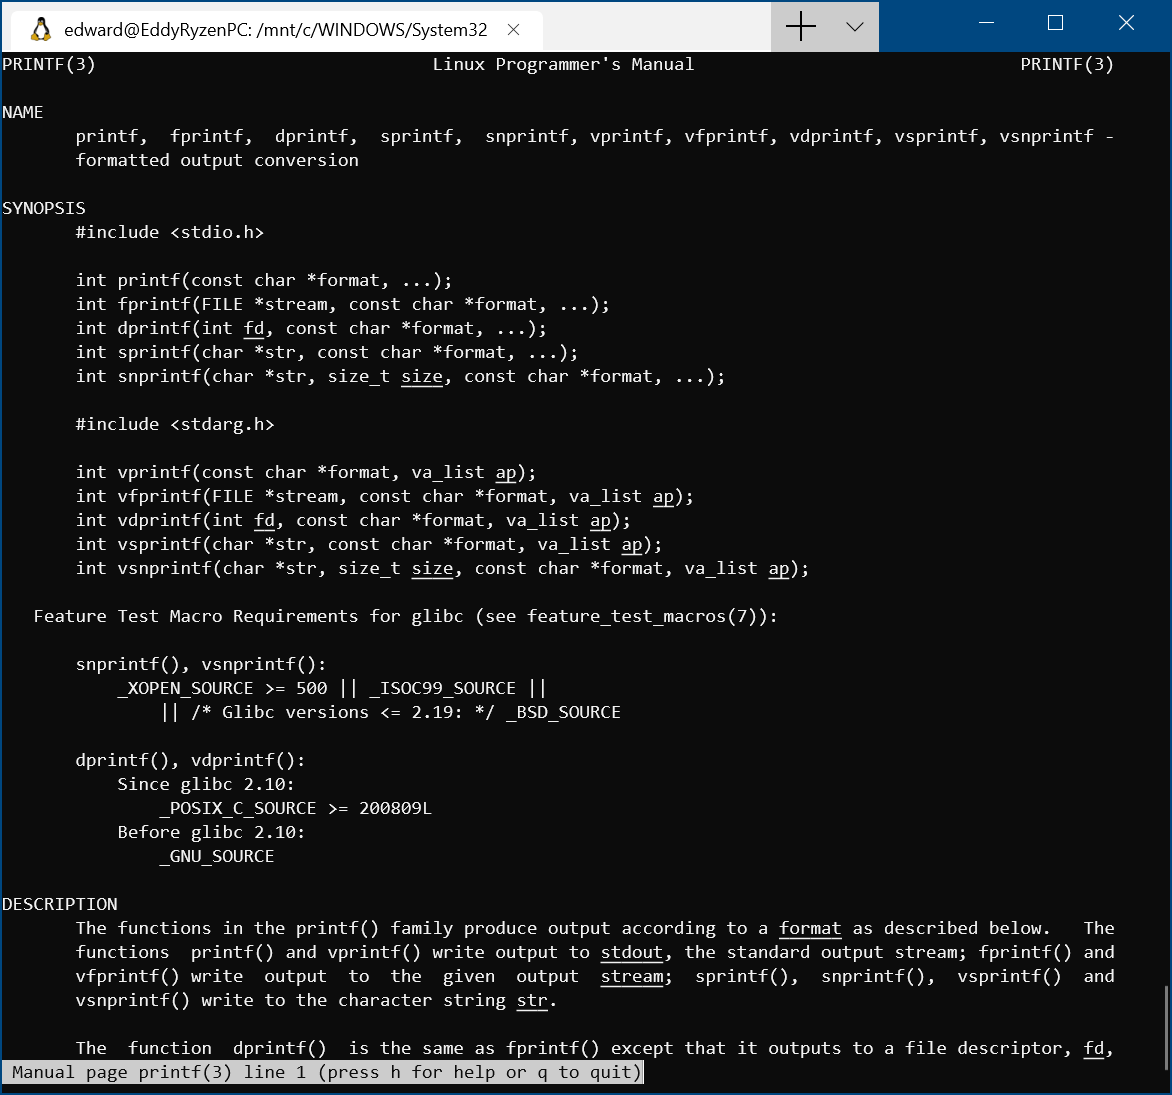 edward@EddyRyzenPC: /mnt/c/WINDOWS/System32
PRINTF(3) Linux Programmer's Manual PRINTF(3)
NAME
printf, fprintf, dprintf, sprintf, snprintf, vprintf, vfprintf, vdprintf, vsprintf, vsnprintf -
formatted output conversion
SYNOPSIS
#include <stdio.h>
int printf(const char *format, ...);
int fprintf(FILE *stream, const char *format, ...);
int dprintf(int fd, const char *format, ...);
int sprintf(char *str, const char *format, ...);
int snprintf(char *str, size_t size, const char *format, ...);
#include <stdarg.h>
int vprintf(const char *format, va_list ap);
int vfprintf(FILE *stream, const char *format, va_list ap);
int vdprintf(int fd, const char *format, va_list ap);
int vsprintf(char *str, const char *format, va_list ap);
int vsnprintf(char *str, size_t size, const char *format, va_list ap);
Feature Test Macro Requirements for glibc (see feature_test_macros(7)):
snprintf(), vsnprintf():
_XOPEN_SOURCE >= 500 || _ISOC99_SOURCE ||
|| /* Glibc versions <= 2.19: */ _BSD_SOURCE
dprintf(), vdprintf():
Since glibc 2.10:
_POSIX_C_SOURCE >= 200809L
Before glibc 2.10:
_GNU_SOURCE
DESCRIPTION
The functions in the printf() family produce output according to a format as described below. The
functions printf() and vprintf() write output to stdout, the standard output stream; fprintf() and
vfprintf() write output to the given output stream; sprintf(), snprintf(), vsprintf() and
vsnprintf() write to the character string str.
The function dprintf() is the same as fprintf() except that it outputs to a file descriptor, fd,
Manual page printf(3) line 1 (press h for help or q to quit)